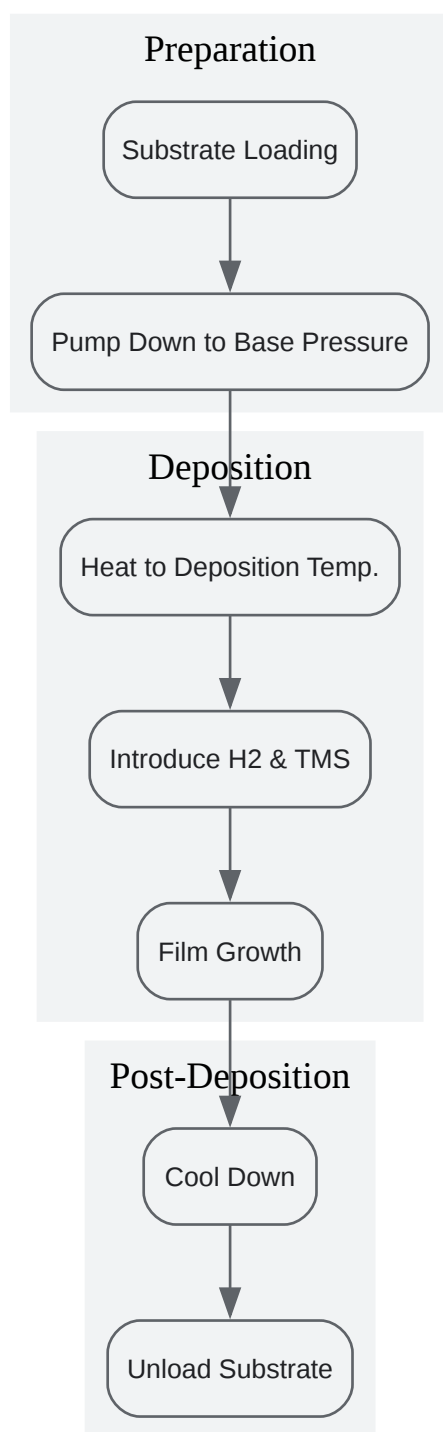 Preparation
Substrate Loading
Pump Down to Base Pressure
Deposition
Heat to Deposition Temp.
Introduce H2 & TMS
Film Growth
Post-Deposition
Cool Down
Unload Substrate